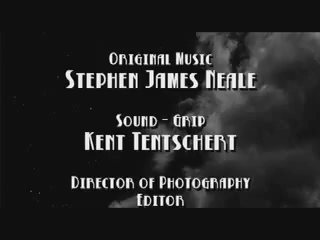 Original Music
Stephen James Neale
Sound - Grip
Kent Tentschert
Director of Photography
Editor